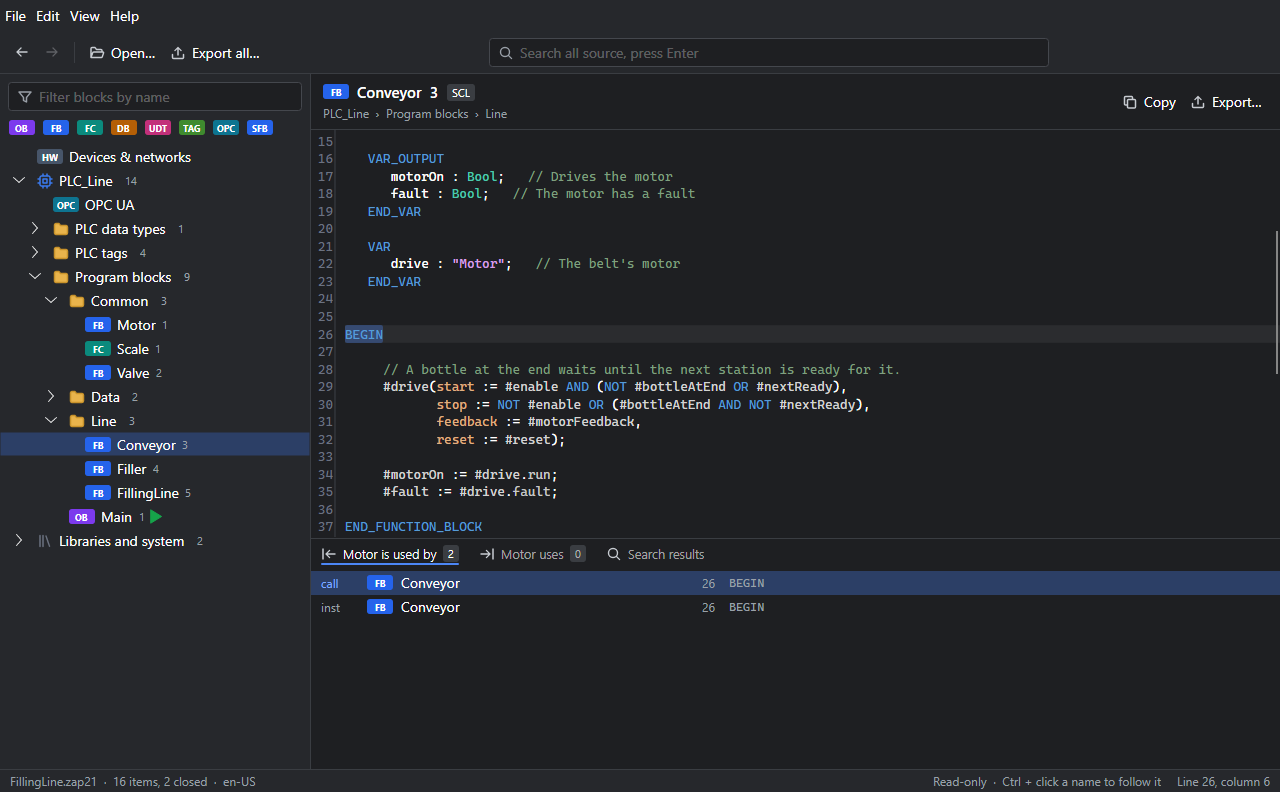 File Edit View Help
Open... Export all... Search all source, press Enter
Filter blocks by name
OB FB FC DB UDT TAG OPC SFB
HW Devices & networks
PLC_Line 14
OPC OPC UA
PLC data types 1
PLC tags 4
Program blocks 9
Common 3
FB Motor 1
FC Scale 1
FB Valve 2
Data 2
Line 3
FB Conveyor 3
FB Filler 4
FB FillingLine 5
OB Main 1
Libraries and system 2
FB Conveyor 3 SCL
PLC_Line › Program blocks › Line
Copy Export...
15
16 VAR_OUTPUT
17 motorOn : Bool; // Drives the motor
18 fault : Bool; // The motor has a fault
19 END_VAR
20
21 VAR
22 drive : "Motor"; // The belt's motor
23 END_VAR
24
25
26 BEGIN
27
28 // A bottle at the end waits until the next station is ready for it.
29 #drive(start := #enable AND (NOT #bottleAtEnd OR #nextReady),
30 stop := NOT #enable OR (#bottleAtEnd AND NOT #nextReady),
31 feedback := #motorFeedback,
32 reset := #reset);
33
34 #motorOn := #drive.run;
35 #fault := #drive.fault;
36
37 END_FUNCTION_BLOCK
Motor is used by 2 Motor uses 0 Search results
call FB Conveyor 26 BEGIN
inst FB Conveyor 26 BEGIN
FillingLine.zap21 · 16 items, 2 closed · en-US
Read-only · Ctrl + click a name to follow it Line 26, column 6